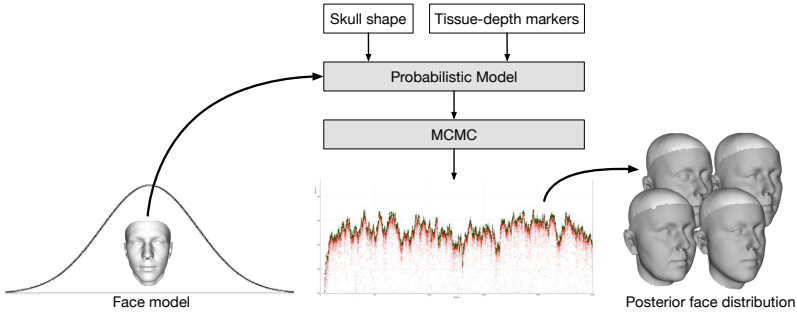 Skull shape
Tissue-depth markers
Probabilistic Model
MCMC
Face model
Posterior face distribution